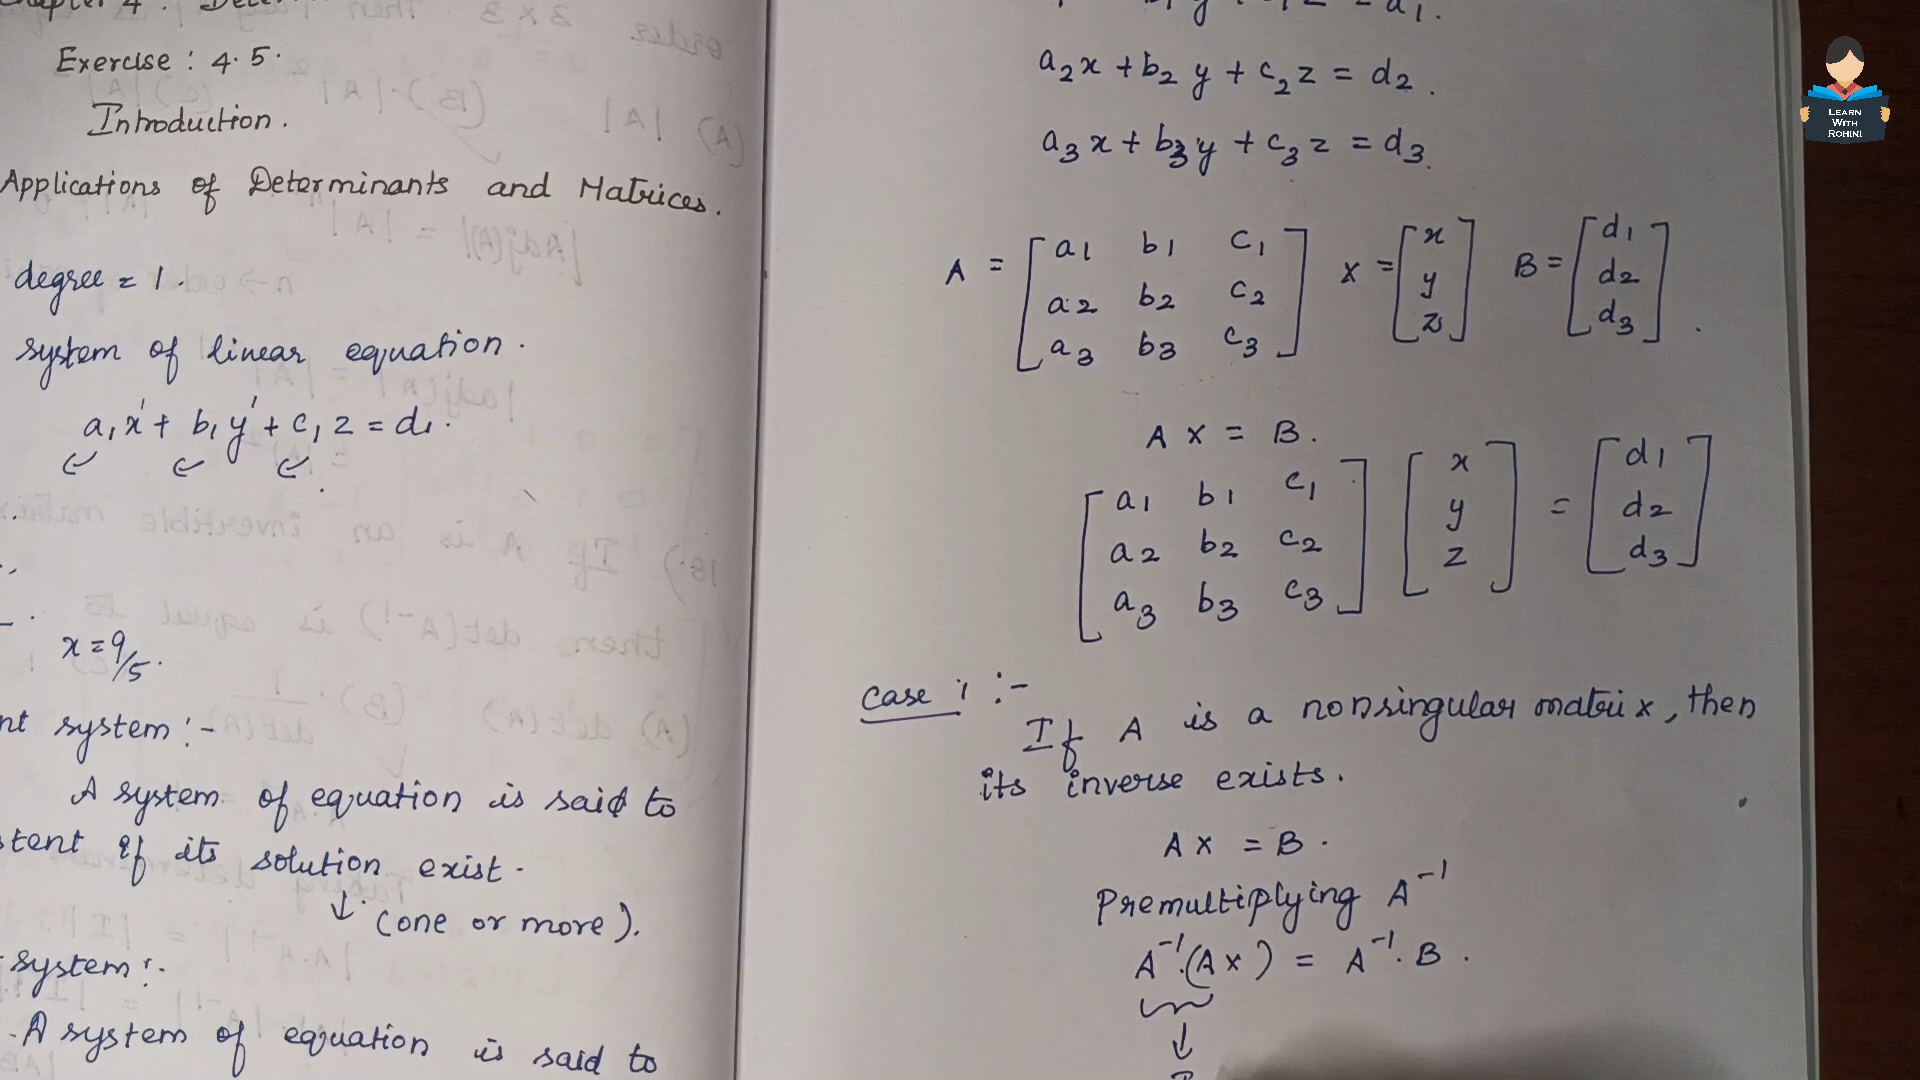 Chapter 4 :
Exercise : 4.5.
Introduction.
Applications of Determinants and Matrices.
degree = 1.
system of linear equation.
a1x' + b1y' + c1z = d1.
x = 9/5.
system :-
A system of equation is said to
if its solution exist.
↓ (one or more).
system :-
A system of equation is said to
a2x + b2y + c2z = d2.
a3x + b3y + c3z = d3.
A = [a1 b1 c1 X = [x B = [d1
a2 b2 c2 y d2
a3 b3 c3] z] d3].
AX = B.
[a1 b1 c1 [x = [d1
a2 b2 c2 y d2
a3 b3 c3] z] d3]
Case 1 :-
If A is a nonsingular matrix, then
its inverse exists.
AX = B.
Premultiplying A⁻¹
A⁻¹.(AX) = A⁻¹.B.
↓
LEARN
WITH
ROHINI